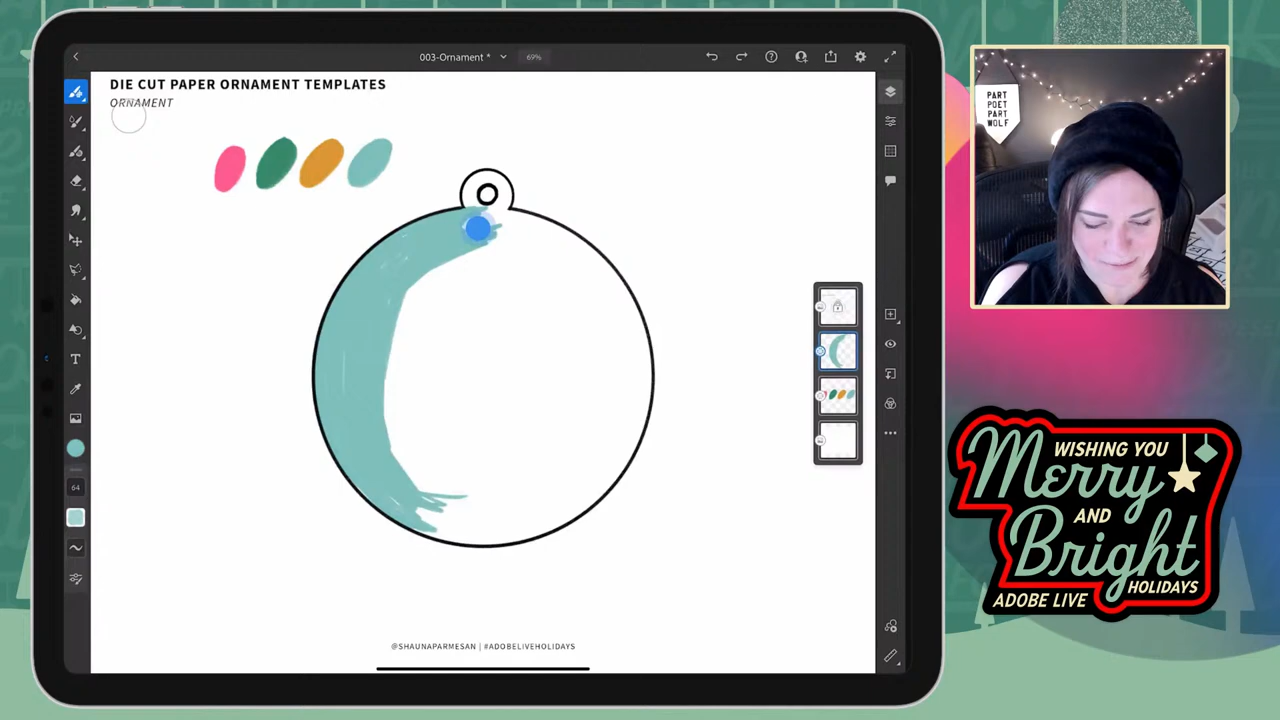 003-Ornament *
69%
DIE CUT PAPER ORNAMENT TEMPLATES
ORNAMENT
T
64
@SHAUNAPARMESAN | #ADOBELIVEHOLIDAYS
PART
POET
PART
WOLF
WISHING YOU
Merry
AND
Bright
HOLIDAYS
ADOBE LIVE